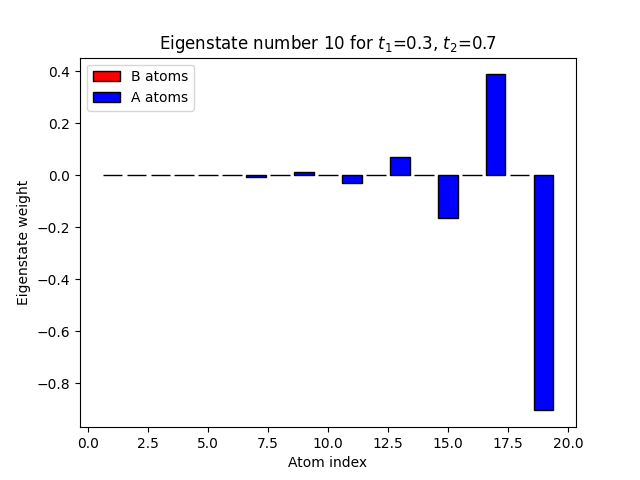 Eigenstate number 10 for $t_1$=0.3, $t_2$=0.7
B atoms
A atoms
0.4
0.2
0.0
−0.2
−0.4
−0.6
−0.8
Eigenstate weight
0.0 2.5 5.0 7.5 10.0 12.5 15.0 17.5 20.0
Atom index